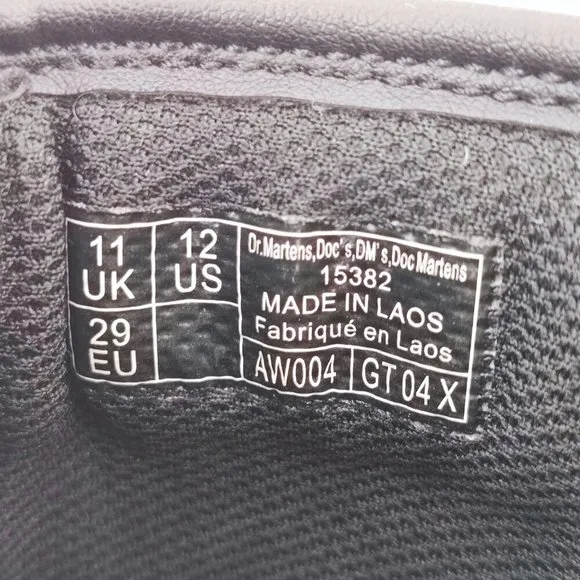 11
UK
12
US
29
EU
Dr.Martens,Doc's,DM's,Doc Martens
15382
MADE IN LAOS
Fabriqué en Laos
AW004
GT 04 X